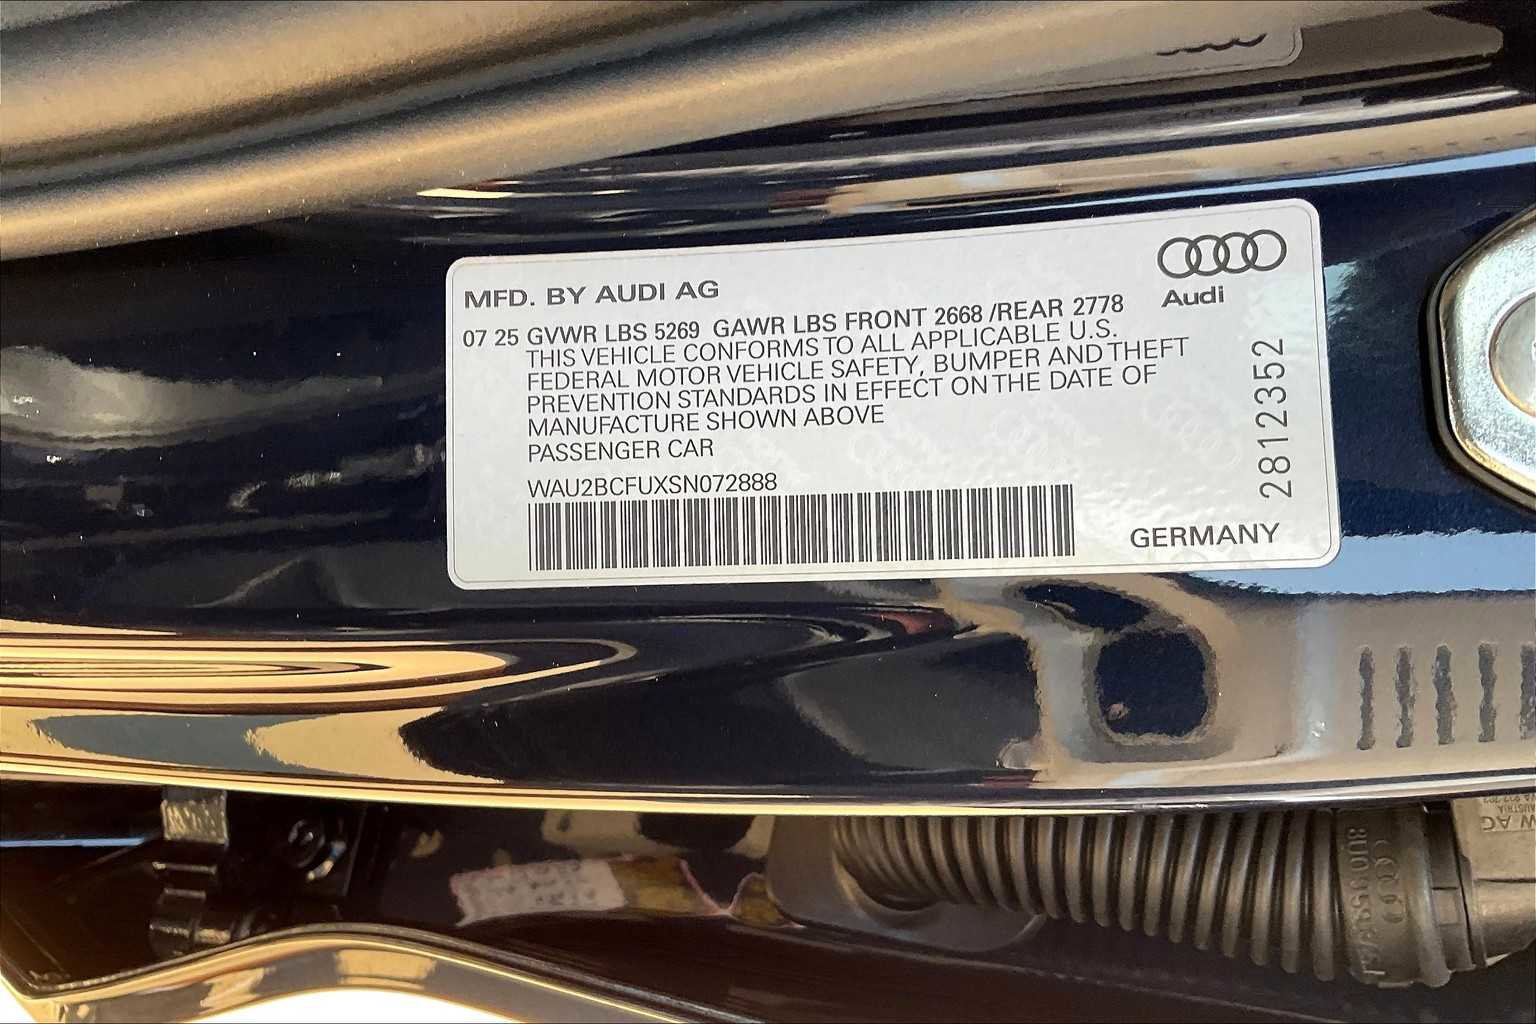 MFD. BY AUDI AG
Audi
07 25 GVWR LBS 5269 GAWR LBS FRONT 2668 /REAR 2778
THIS VEHICLE CONFORMS TO ALL APPLICABLE U.S.
FEDERAL MOTOR VEHICLE SAFETY, BUMPER AND THEFT
PREVENTION STANDARDS IN EFFECT ON THE DATE OF
MANUFACTURE SHOWN ABOVE
PASSENGER CAR
WAU2BCFUXSN072888
GERMANY
2812352